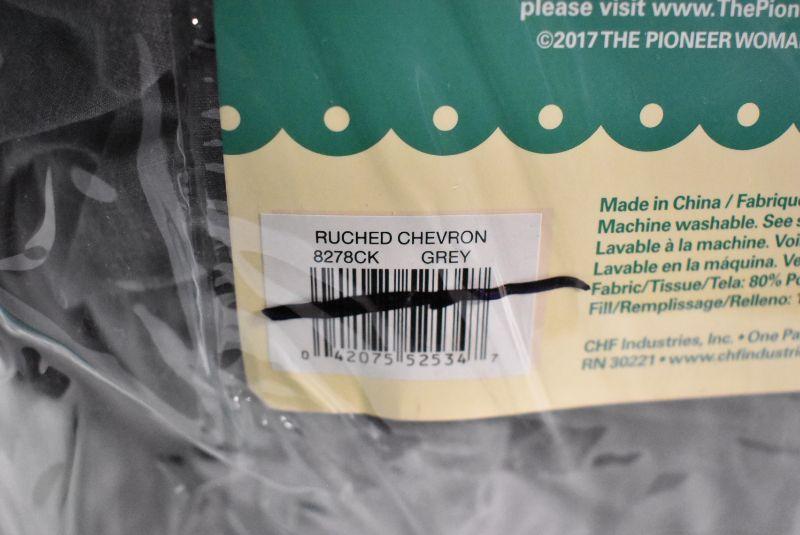 please visit www.ThePion
©2017 THE PIONEER WOMA
RUCHED CHEVRON
8278CK GREY
0 42075 52534 7
Made in China / Fabriqu
Machine washable. See s
Lavable à la machine. Voi
Lavable en la máquina. Ve
Fabric/Tissue/Tela: 80% Po
Fill/Remplissage/Relleno: 1
CHF Industries, Inc. • One Pa
RN 30221 • www.chfindustri